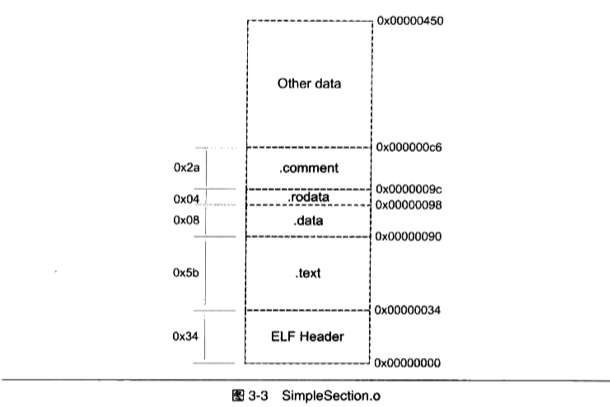 0x00000450
Other data
0x000000c6
0x2a
.comment
0x0000009c
0x04
.rodata
0x00000098
0x08
.data
0x00000090
0x5b
.text
0x00000034
0x34
ELF Header
0x00000000
图 3-3 SimpleSection.o